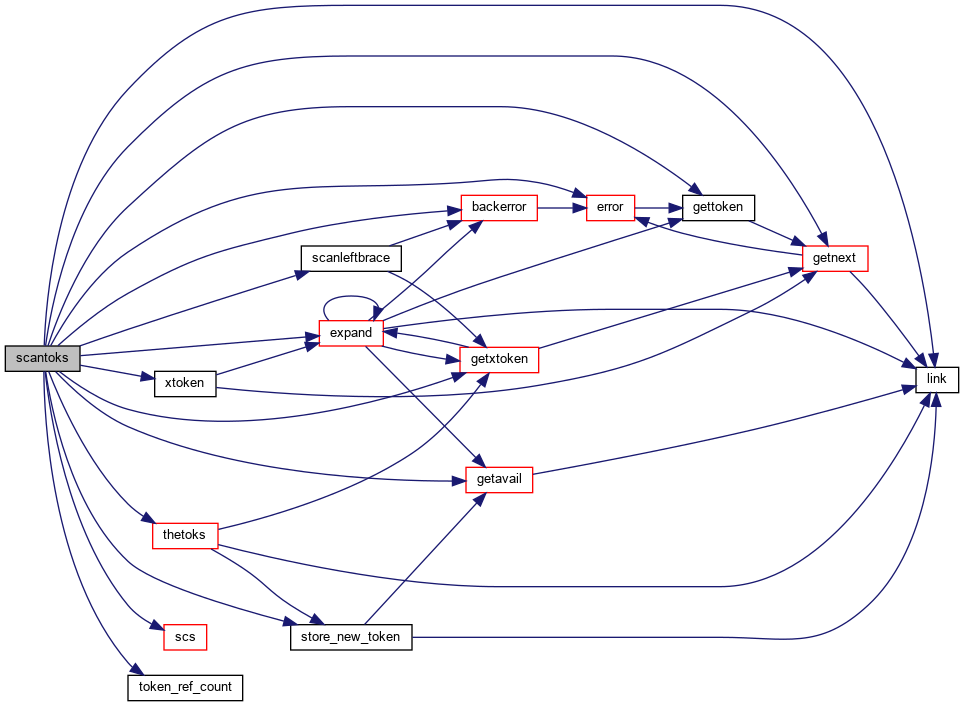 backerror
error
gettoken
scanleftbrace
getnext
expand
scantoks
getxtoken
xtoken
link
getavail
thetoks
scs
store_new_token
token_ref_count